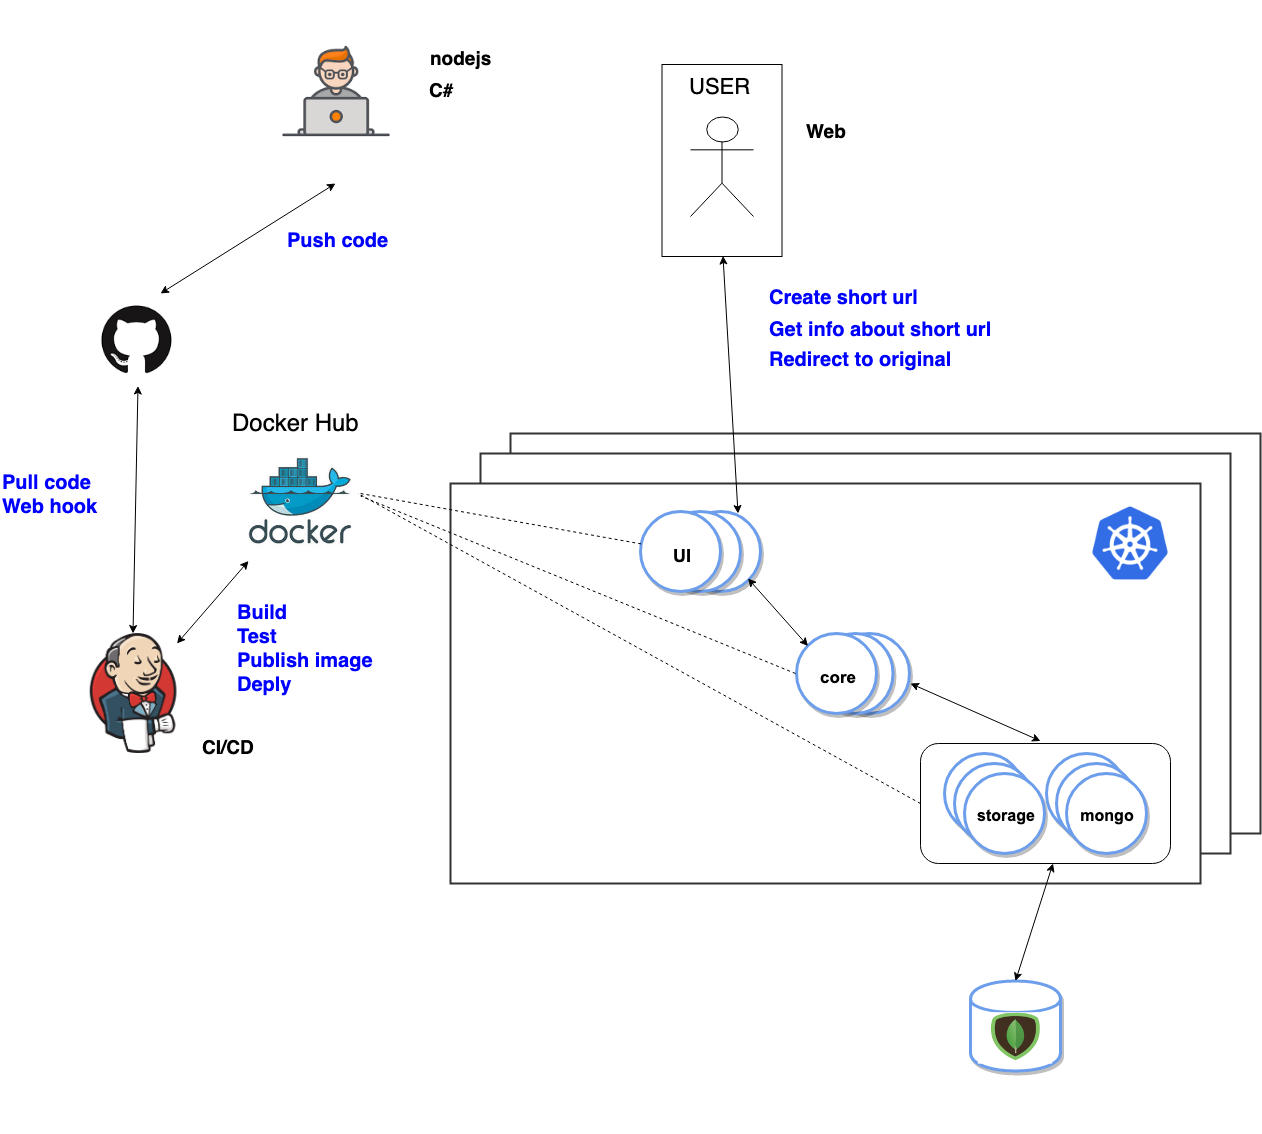 nodejs
C#
USER
Web
Push code
Create short url
Get info about short url
Redirect to original
Docker Hub
docker
Pull code
Web hook
UI
Build
Test
Publish image
Deply
core
CI/CD
storage
mongo